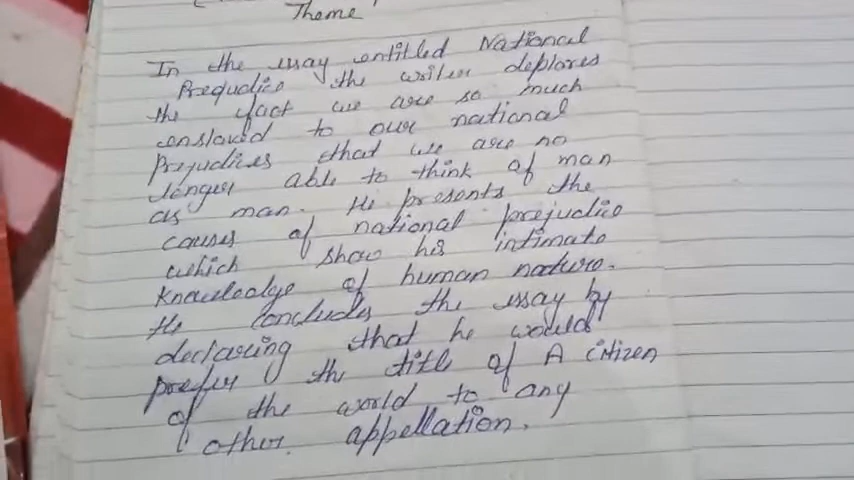 Theme
In the essay entitled National
Prequdice the writer deplores
the fact we are so much
enslaved to our national
Prejudices that we are no
longer able to think of man
as man. He presents the
causes of national prejudice
which show his intimate
knowledge of human nature.
He concludes the essay by
declaring that he would
prefer the title of A citizen
of the world to any
other appellation.